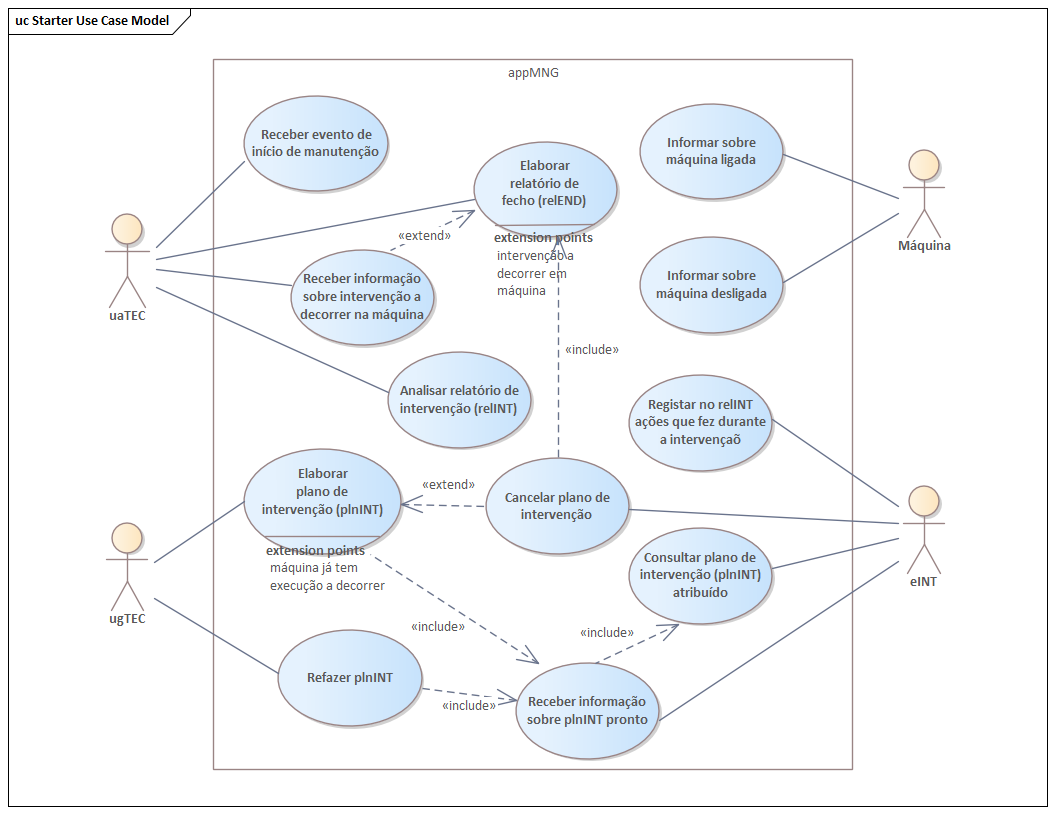 uc Starter Use Case Model
appMNG
Receber evento de
início de manutenção
Elaborar
relatório de
fecho (relEND)
extension points
intervenção a
decorrer em
máquina
Informar sobre
máquina ligada
Máquina
«extend»
uaTEC
Receber informação
sobre intervenção a
decorrer na máquina
Informar sobre
máquina desligada
«include»
Analisar relatório de
intervenção (relINT)
Registar no relINT
ações que fez durante
a intervençaõ
Elaborar
plano de
intervenção (plnINT)
extension points
máquina já tem
execução a decorrer
«extend»
Cancelar plano de
intervenção
Consultar plano de
intervenção (plnINT)
atribuído
eINT
ugTEC
«include»
«include»
Refazer plnINT
«include»
Receber informação
sobre plnINT pronto